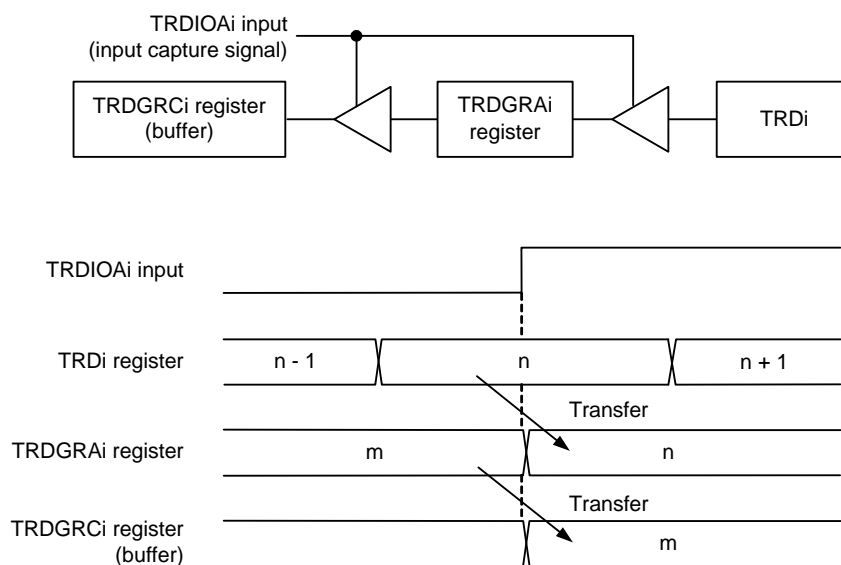 TRDIOAi input
(input capture signal)
TRDGRCi register
(buffer)
TRDGRAi
register
TRDi
TRDIOAi input
TRDi register
n - 1
n
n + 1
Transfer
TRDGRAi register
m
n
Transfer
TRDGRCi register
(buffer)
m